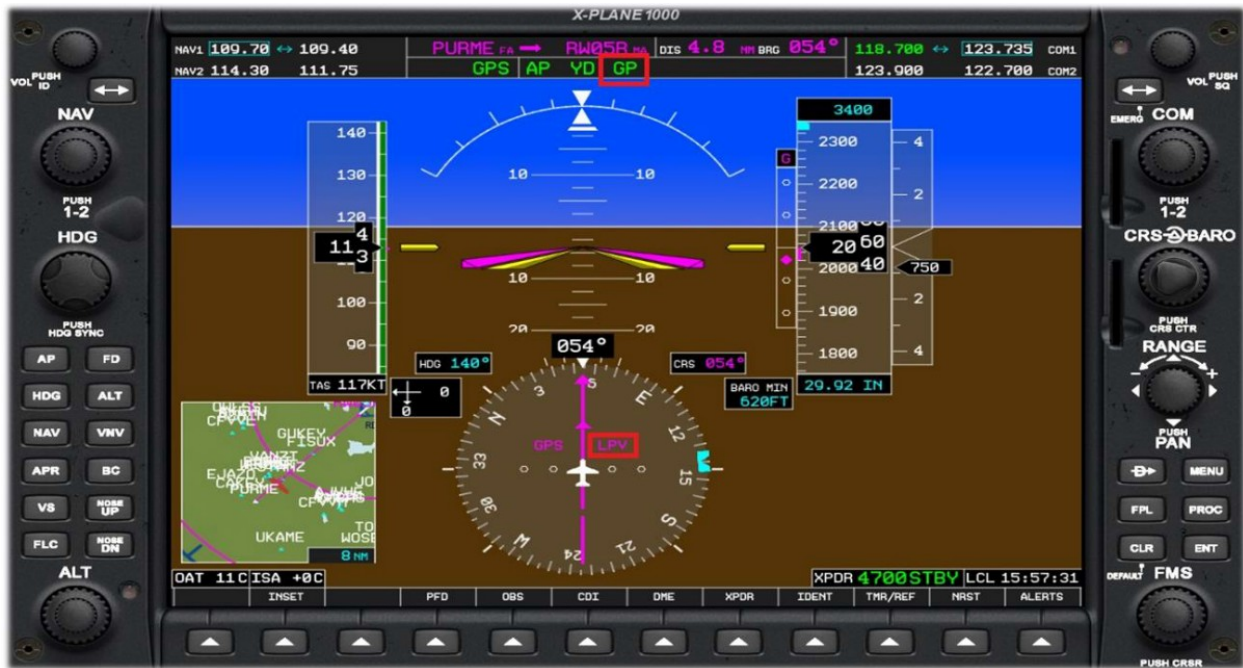 X-PLANE 1000
NAV1 109.70 ↔ 109.40
NAV2 114.30 111.75
PURME FA → RW05R MA DIS 4.8 NM BRG 054°
GPS AP YD GP
118.700 ↔ 123.735 COM1
123.900 122.700 COM2
VOL PUSH ID
NAV
PUSH 1-2
HDG
PUSH HDG SYNC
AP FD
HDG ALT
NAV VNV
APR BC
VS NOSE UP
FLC NOSE DN
ALT
140
130
120
100
90
11 4 3
TAS 117KT
10 10
10 10
20 20
3400
G
2300
2200
2100
2000
1900
1800
20 60 40
4
2
2
4
750
29.92 IN
054°
HDG 140°
CRS 054°
BARO MIN 620FT
0
0
N 3 E 12 15 S 21 24 W 30 33
GPS LPV
GUKEY
FISUX
PURME
UKAME
8 NM
OAT 11C ISA +0C
XPDR 4700 STBY LCL 15:57:31
INSET PFD OBS CDI DME XPDR IDENT TMR/REF NRST ALERTS
VOL PUSH SQ
EMERG COM
PUSH 1-2
CRS BARO
PUSH CRS CTR
RANGE
- +
PUSH PAN
D MENU
FPL PROC
CLR ENT
DEFAULT FMS
PUSH CRSR